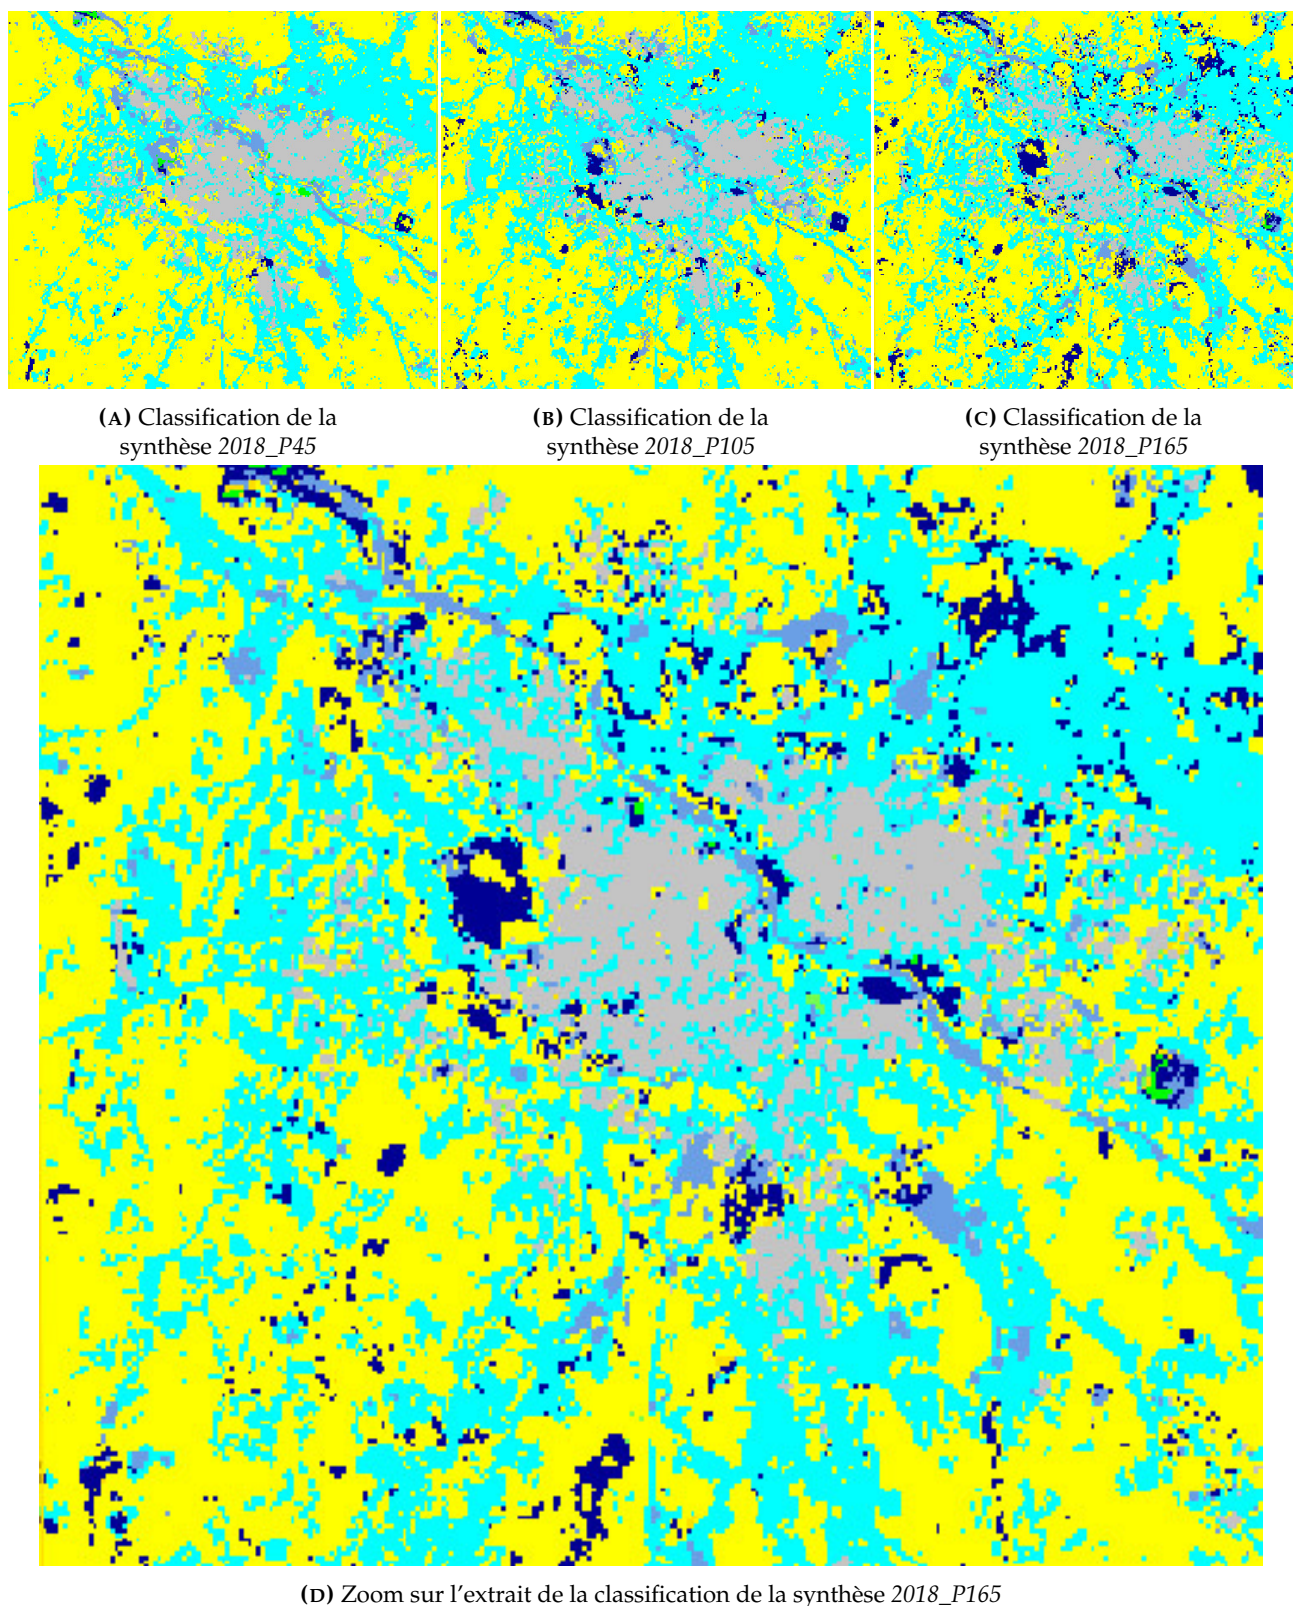 (A) Classification de la
synthèse 2018_P45
(B) Classification de la
synthèse 2018_P105
(C) Classification de la
synthèse 2018_P165
(D) Zoom sur l'extrait de la classification de la synthèse 2018_P165